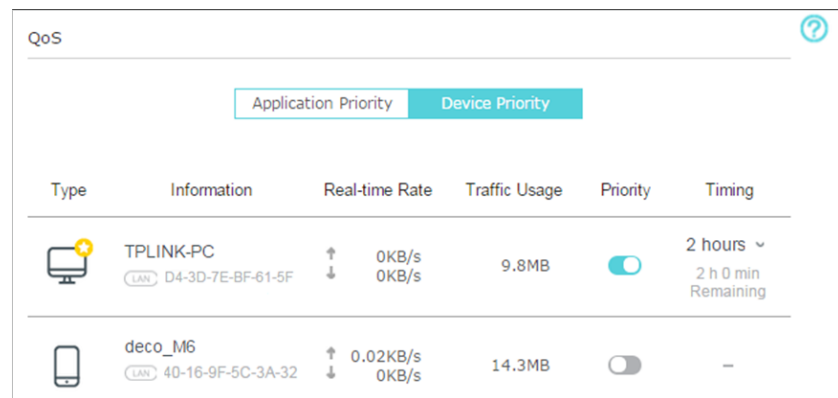 QoS
?
Application Priority Device Priority
Type Information Real-time Rate Traffic Usage Priority Timing
TPLINK-PC
LAN D4-3D-7E-BF-61-5F
↑ 0KB/s
↓ 0KB/s
9.8MB
2 hours
2 h 0 min
Remaining
deco_M6
LAN 40-16-9F-5C-3A-32
↑ 0.02KB/s
↓ 0KB/s
14.3MB
–